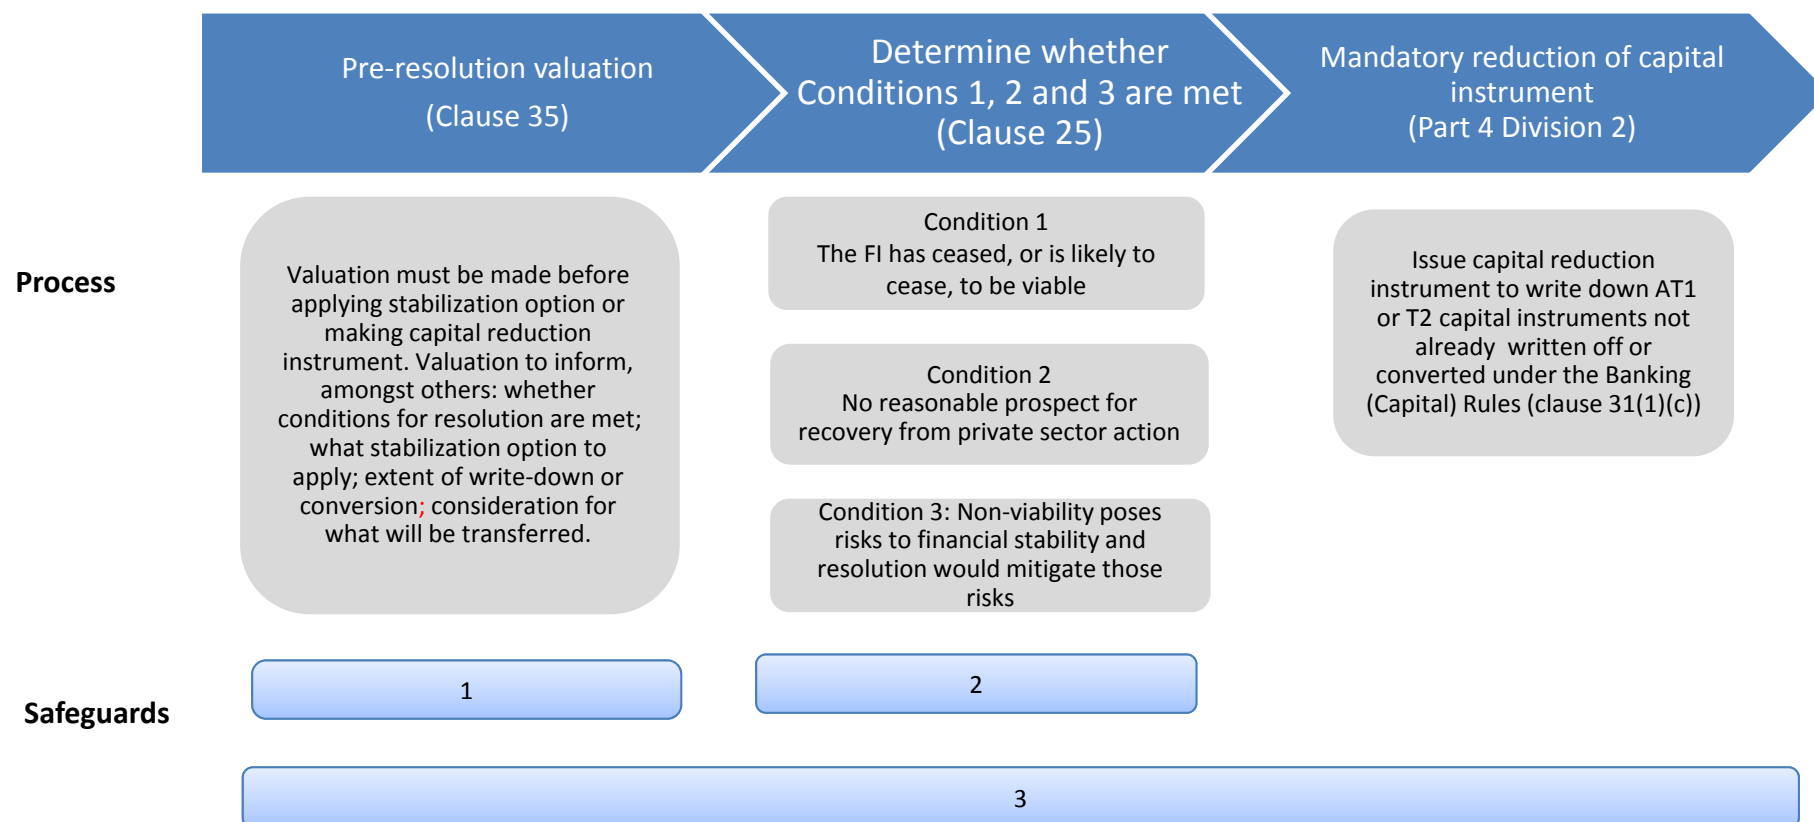 Pre-resolution valuation
(Clause 35)
Determine whether
Conditions 1, 2 and 3 are met
(Clause 25)
Mandatory reduction of capital
instrument
(Part 4 Division 2)
Process
Valuation must be made before
applying stabilization option or
making capital reduction
instrument. Valuation to inform,
amongst others: whether
conditions for resolution are met;
what stabilization option to
apply; extent of write-down or
conversion; consideration for
what will be transferred.
Condition 1
The FI has ceased, or is likely to
cease, to be viable
Condition 2
No reasonable prospect for
recovery from private sector action
Condition 3: Non-viability poses
risks to financial stability and
resolution would mitigate those
risks
Issue capital reduction
instrument to write down AT1
or T2 capital instruments not
already written off or
converted under the Banking
(Capital) Rules (clause 31(1)(c))
Safeguards
1
2
3